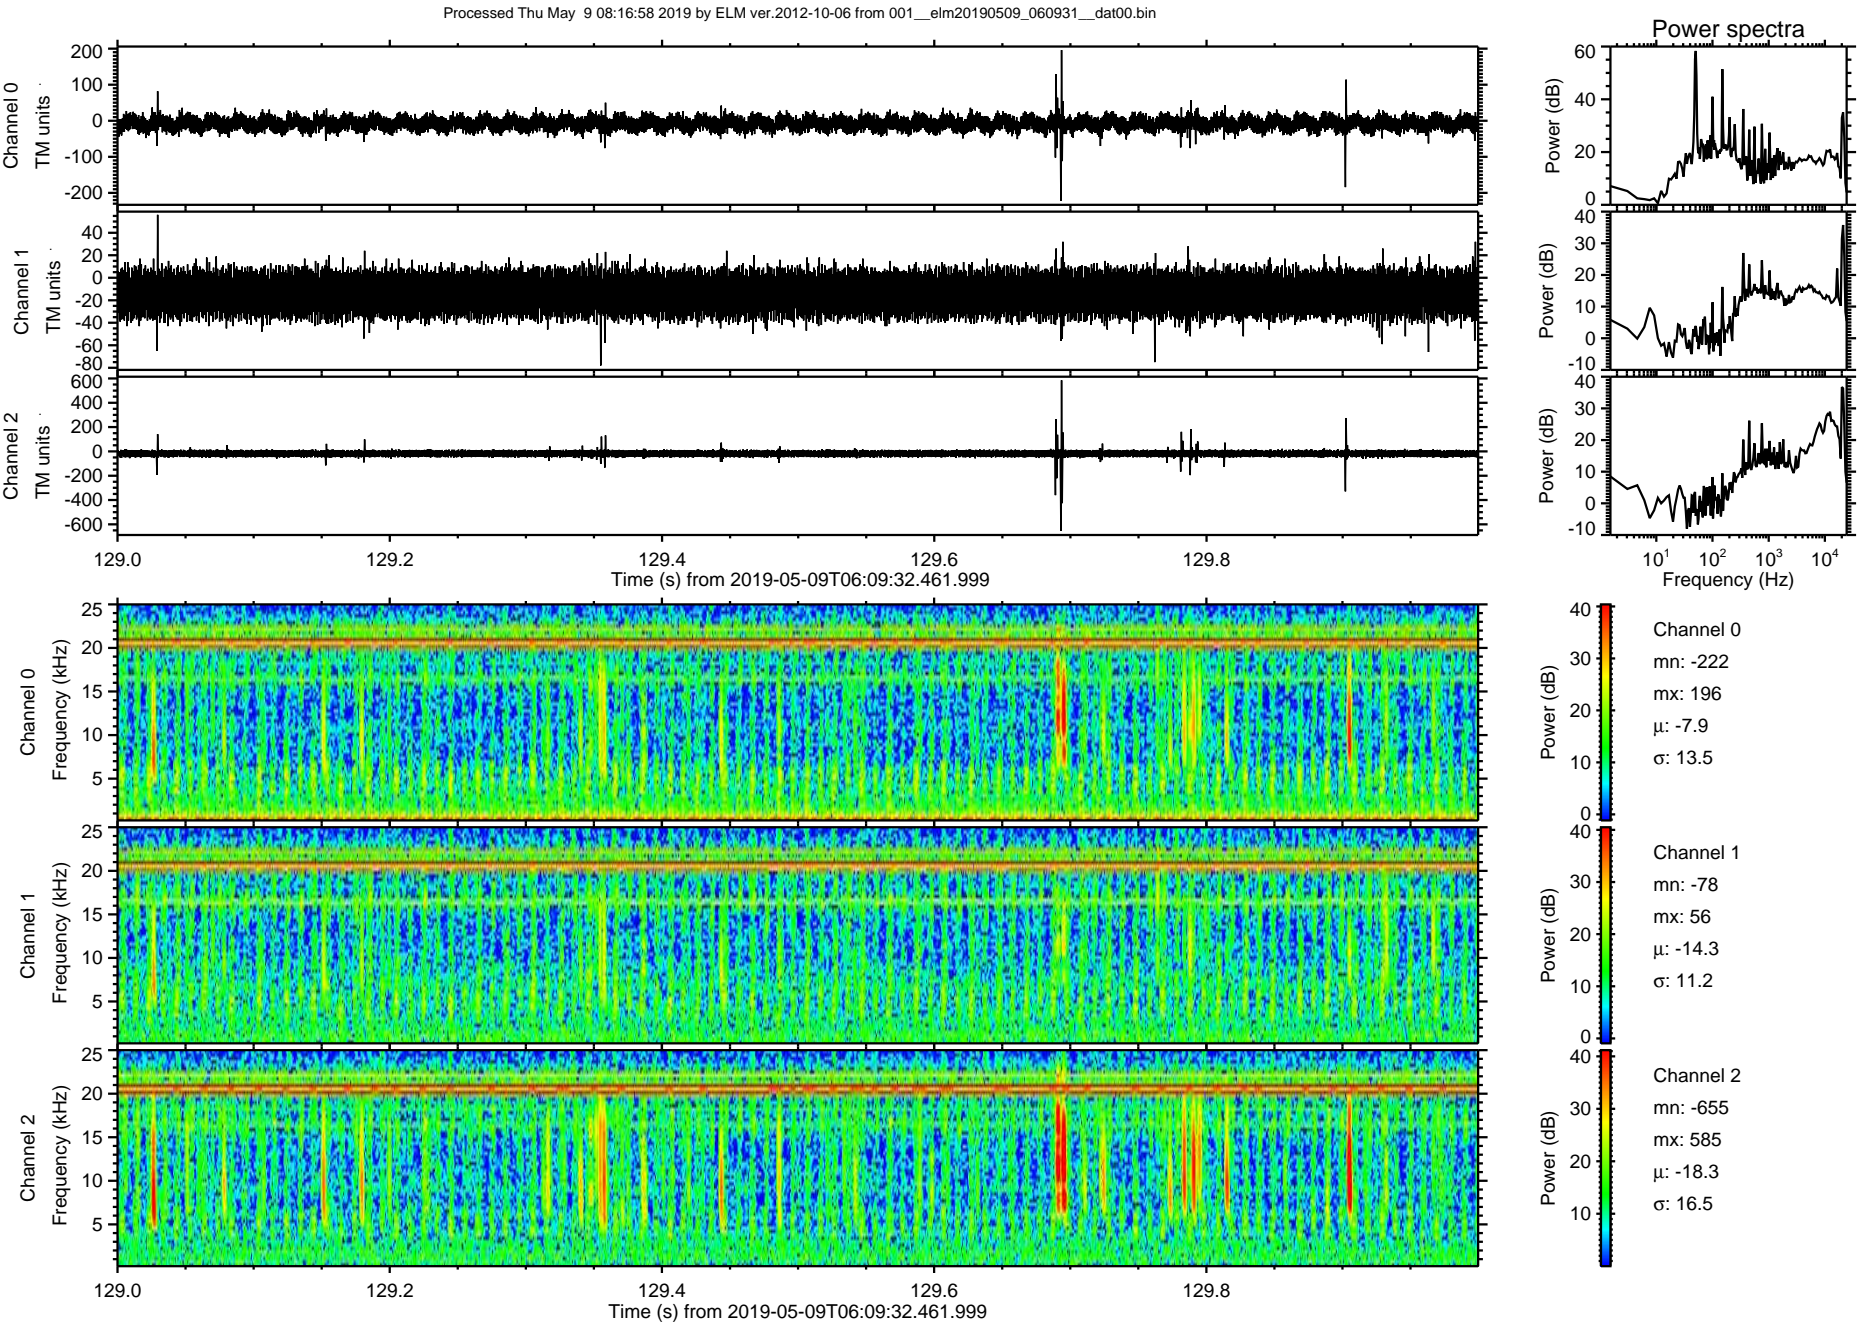 Processed Thu May  9 08:16:58 2019 by ELM ver.2012-10-06 from 001__elm20190509_060931__dat00.bin
Power spectra
Channel 0
TM units
200
100
0
-100
-200
Power (dB)
60
40
20
0
Channel 1
TM units
40
20
0
-20
-40
-60
-80
Power (dB)
40
30
20
10
0
-10
Channel 2
TM units
600
400
200
0
-200
-400
-600
Power (dB)
40
30
20
10
0
-10
129.0 129.2 129.4 129.6 129.8
Time (s) from 2019-05-09T06:09:32.461.999
10¹ 10² 10³ 10⁴
Frequency (Hz)
Channel 0
Frequency (kHz)
25
20
15
10
5
Power (dB)
40
30
20
10
0
Channel 0
mn: -222
mx: 196
μ: -7.9
σ: 13.5
Channel 1
Frequency (kHz)
25
20
15
10
5
Power (dB)
40
30
20
10
0
Channel 1
mn: -78
mx: 56
μ: -14.3
σ: 11.2
Channel 2
Frequency (kHz)
25
20
15
10
5
Power (dB)
40
30
20
10
Channel 2
mn: -655
mx: 585
μ: -18.3
σ: 16.5
129.0 129.2 129.4 129.6 129.8
Time (s) from 2019-05-09T06:09:32.461.999